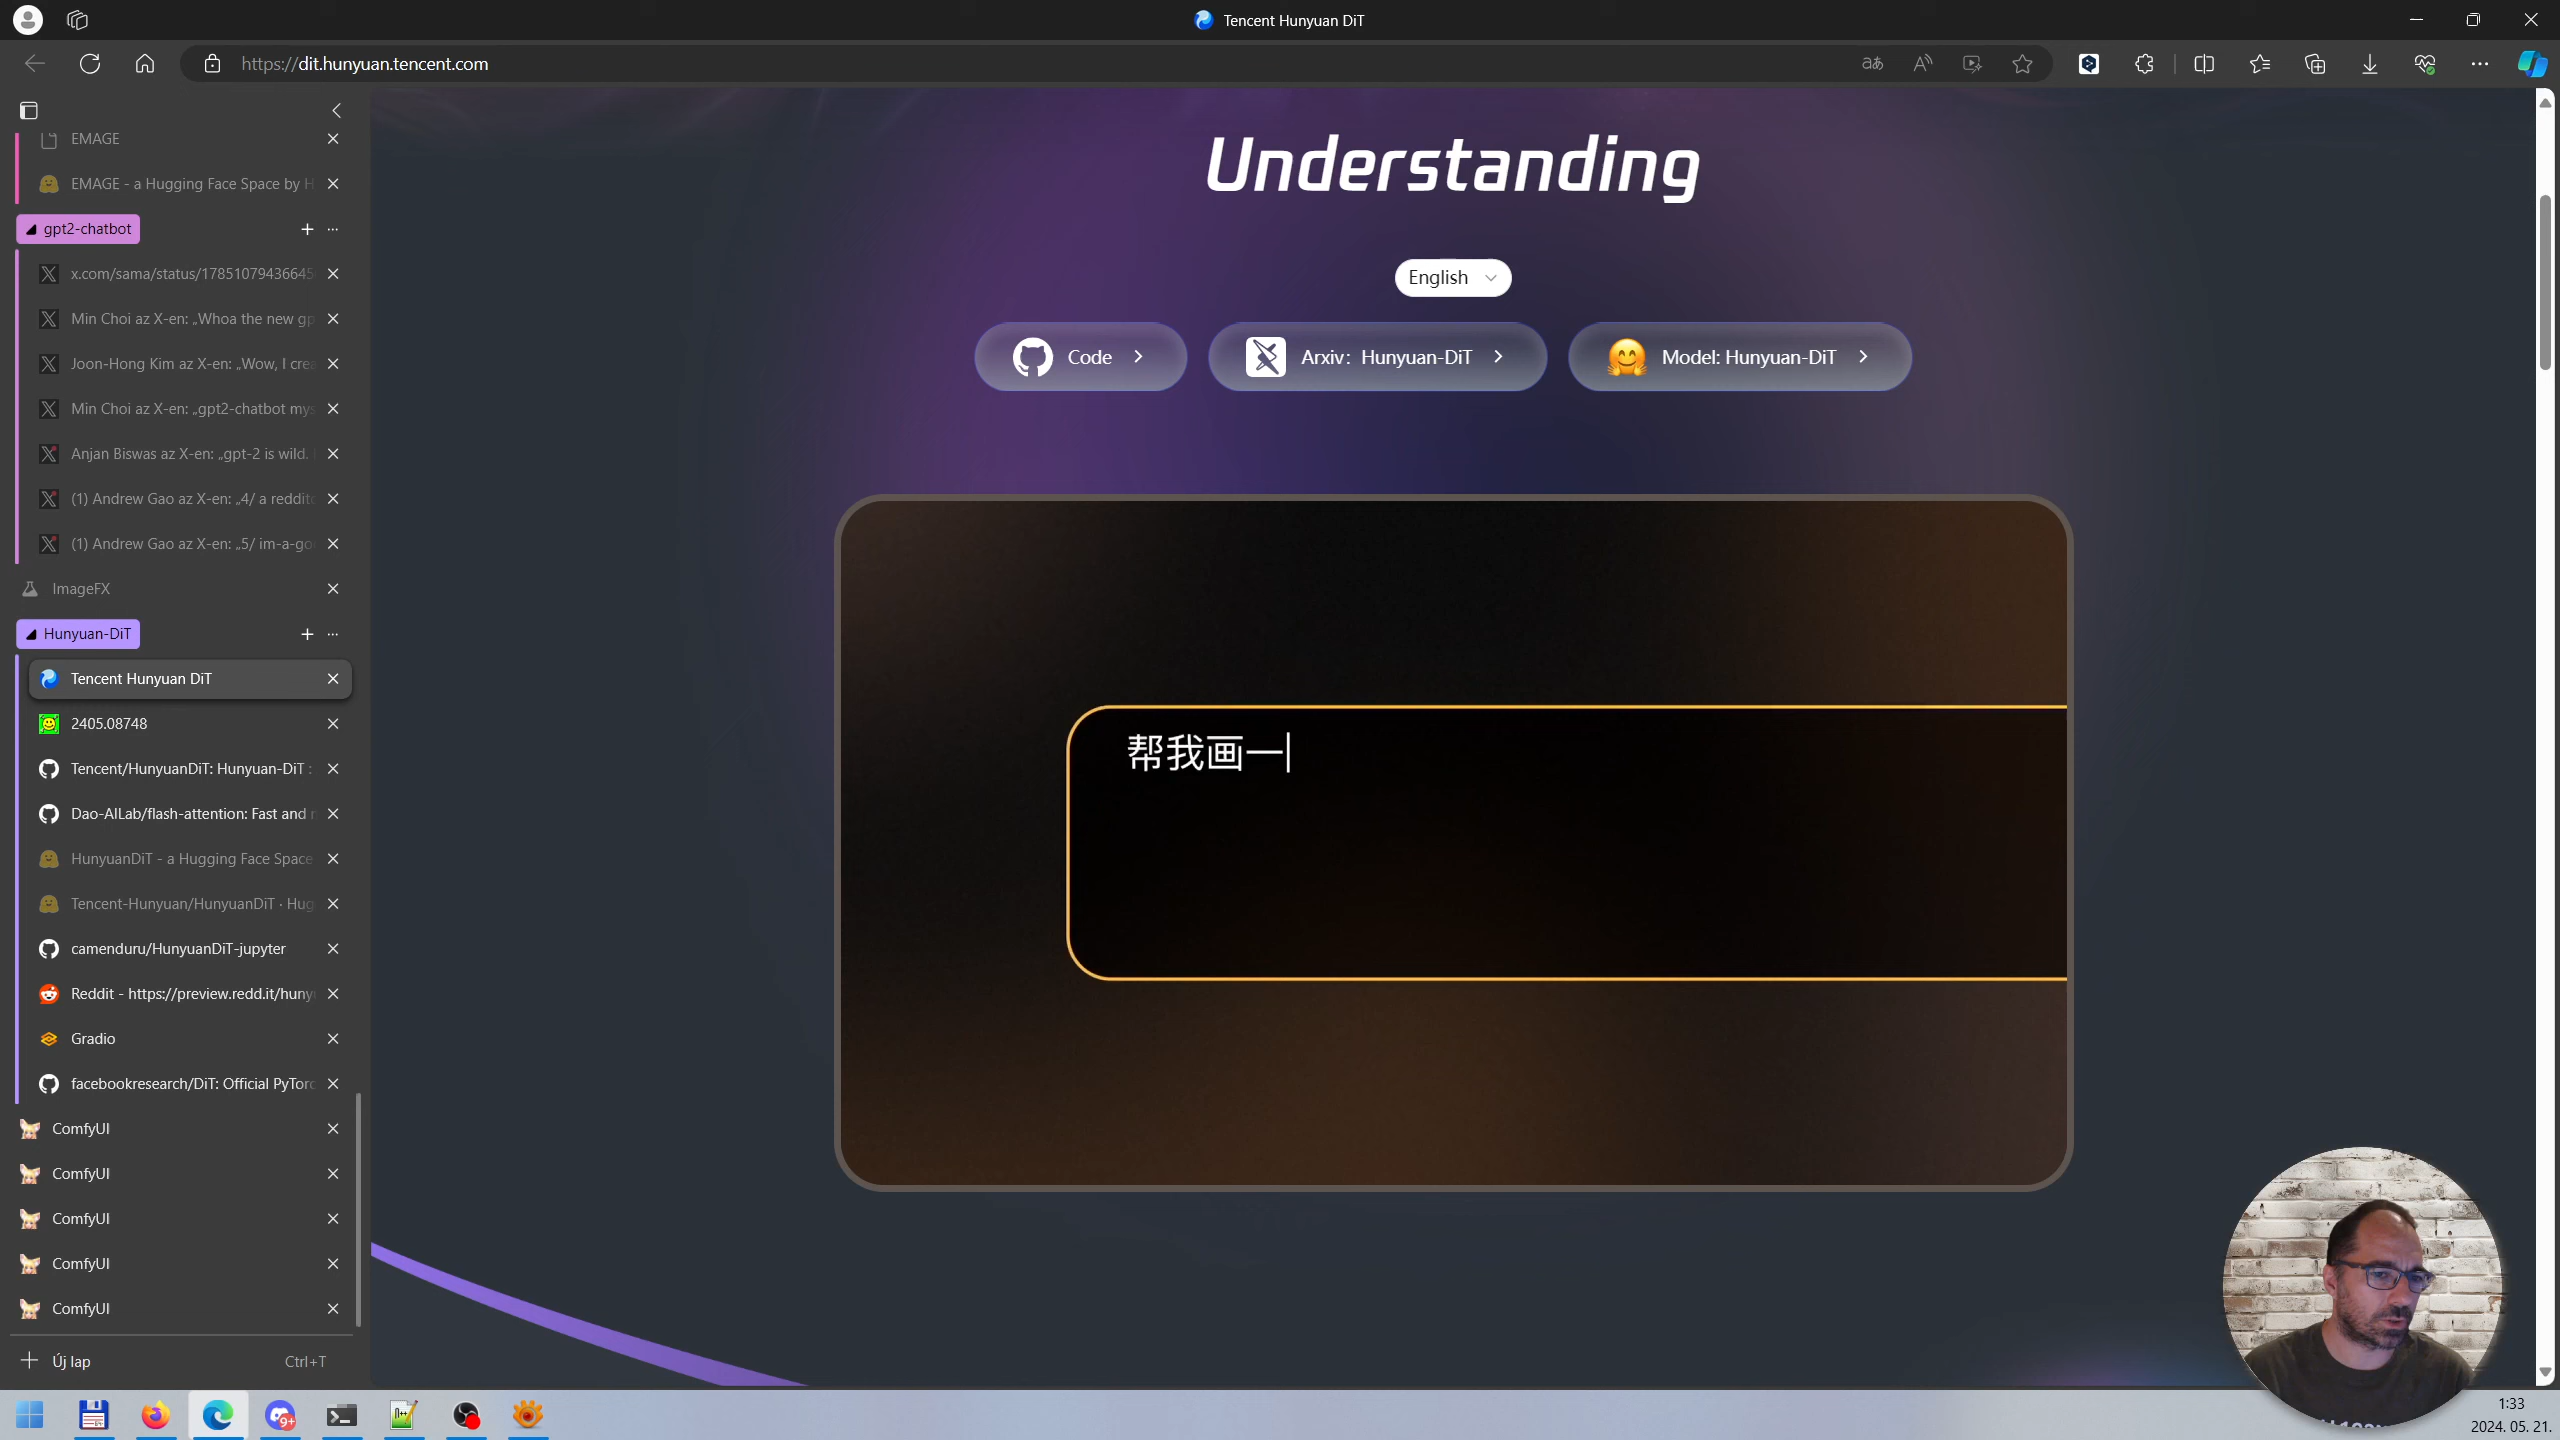 Tencent Hunyuan DiT
https://dit.hunyuan.tencent.com
EMAGE
EMAGE - a Hugging Face Space by H
gpt2-chatbot
x.com/sama/status/1785107943664
Min Choi az X-en: „Whoa the new gp
Joon-Hong Kim az X-en: „Wow, I crea
Min Choi az X-en: „gpt2-chatbot mys
Anjan Biswas az X-en: „gpt-2 is wild.
(1) Andrew Gao az X-en: „4/ a reddit
(1) Andrew Gao az X-en: „5/ im-a-go
ImageFX
Hunyuan-DiT
Tencent Hunyuan DiT
2405.08748
Tencent/HunyuanDiT: Hunyuan-DiT :
Dao-AILab/flash-attention: Fast and
HunyuanDiT - a Hugging Face Space
Tencent-Hunyuan/HunyuanDiT · Hug
camenduru/HunyuanDiT-jupyter
Reddit - https://preview.redd.it/huny
Gradio
facebookresearch/DiT: Official PyTorc
ComfyUI
ComfyUI
ComfyUI
ComfyUI
ComfyUI
Új lap Ctrl+T
Understanding
English
Code
Arxiv: Hunyuan-DiT
Model: Hunyuan-DiT
帮我画一
9+
1:33
2024. 05. 21.